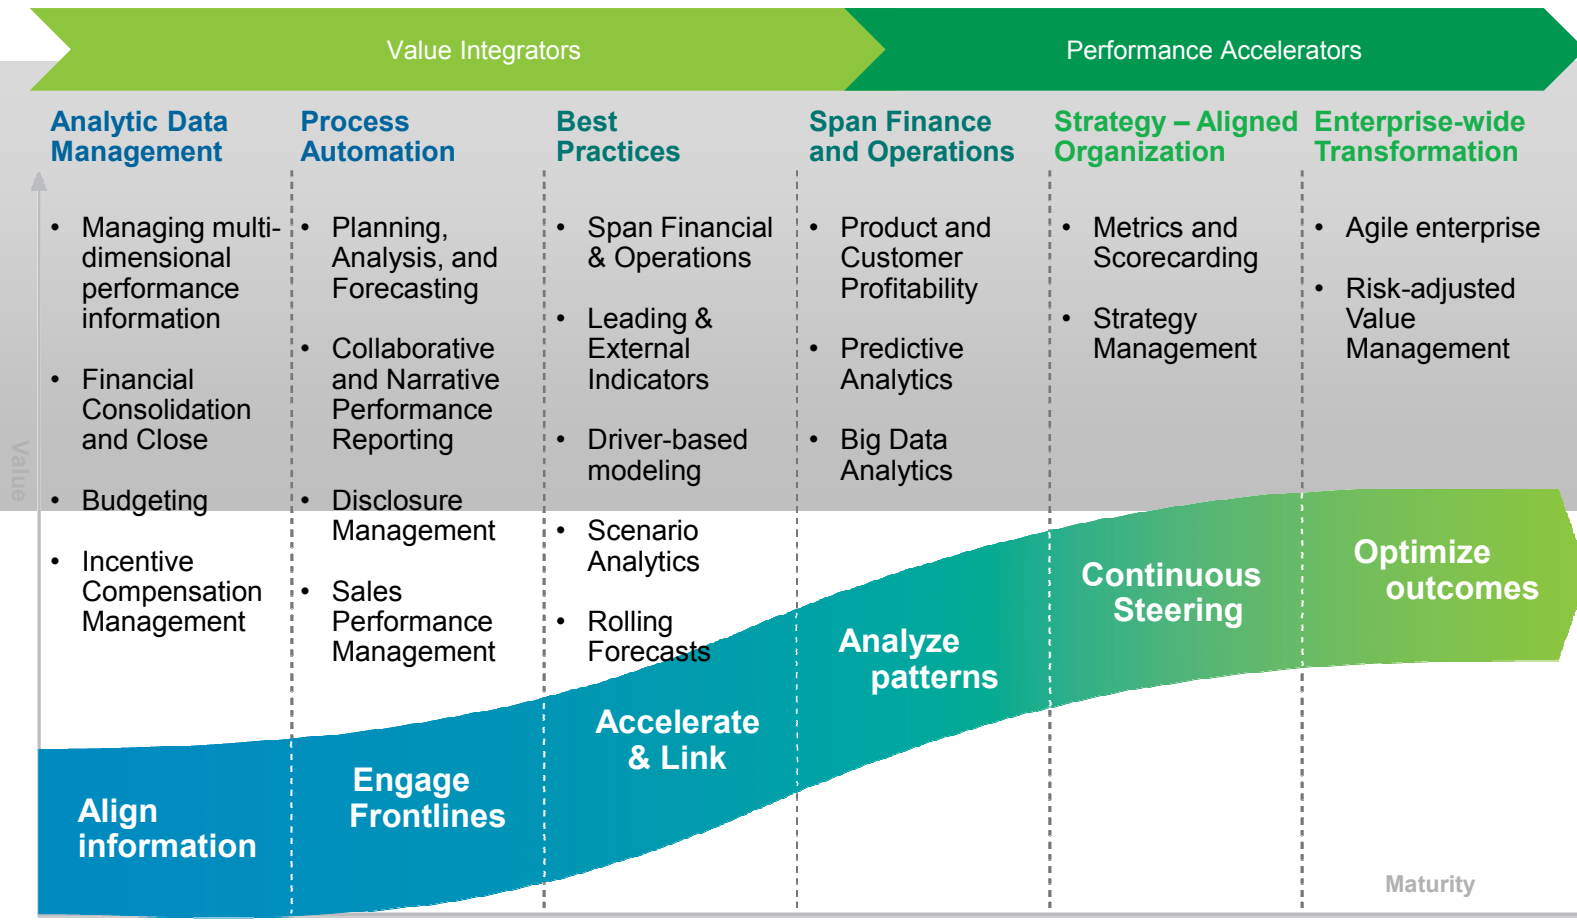 Value Integrators
Performance Accelerators
Analytic Data
Management
• Managing multi-
dimensional
performance
information
• Financial
Consolidation
and Close
• Budgeting
• Incentive
Compensation
Management
Process
Automation
• Planning,
Analysis, and
Forecasting
• Collaborative
and Narrative
Performance
Reporting
• Disclosure
Management
• Sales
Performance
Management
Best
Practices
• Span Financial
& Operations
• Leading &
External
Indicators
• Driver-based
modeling
• Scenario
Analytics
• Rolling
Forecasts
Span Finance
and Operations
• Product and
Customer
Profitability
• Predictive
Analytics
• Big Data
Analytics
Strategy – Aligned
Organization
• Metrics and
Scorecarding
• Strategy
Management
Enterprise-wide
Transformation
• Agile enterprise
• Risk-adjusted
Value
Management
Value
Align
information
Engage
Frontlines
Accelerate
& Link
Analyze
patterns
Continuous
Steering
Optimize
outcomes
Maturity